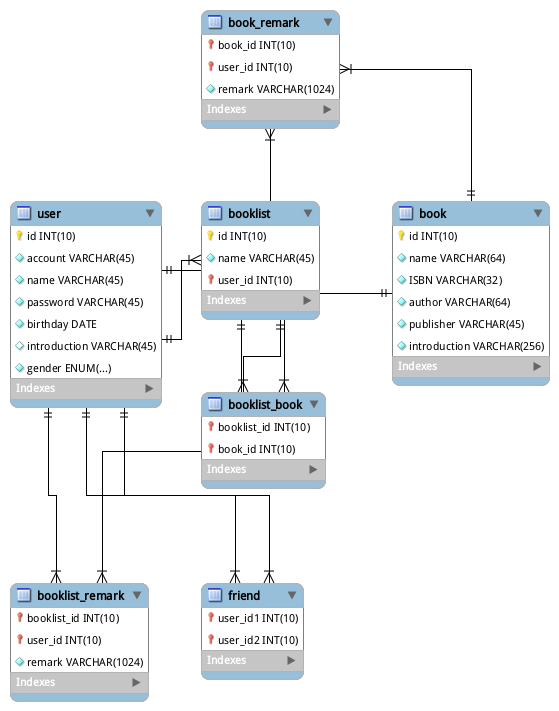 book_remark
book_id INT(10)
user_id INT(10)
remark VARCHAR(1024)
Indexes
user
id INT(10)
account VARCHAR(45)
name VARCHAR(45)
password VARCHAR(45)
birthday DATE
introduction VARCHAR(45)
gender ENUM(...)
Indexes
booklist
id INT(10)
name VARCHAR(45)
user_id INT(10)
Indexes
book
id INT(10)
name VARCHAR(64)
ISBN VARCHAR(32)
author VARCHAR(64)
publisher VARCHAR(45)
introduction VARCHAR(256)
Indexes
booklist_book
booklist_id INT(10)
book_id INT(10)
Indexes
booklist_remark
booklist_id INT(10)
user_id INT(10)
remark VARCHAR(1024)
Indexes
friend
user_id1 INT(10)
user_id2 INT(10)
Indexes